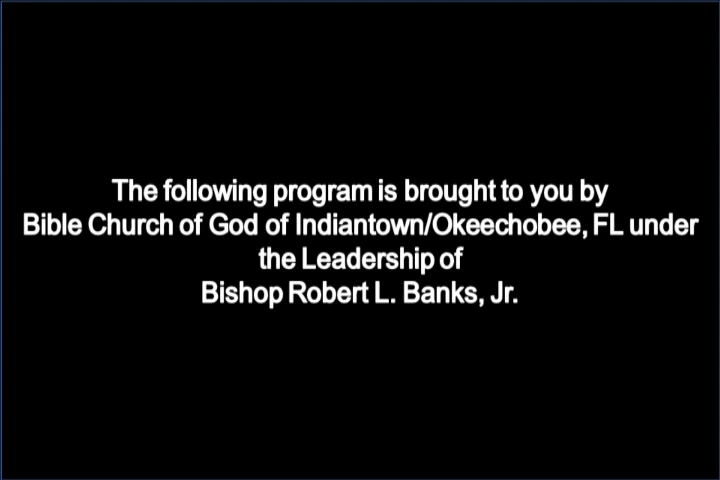 The following program is brought to you by
Bible Church of God of Indiantown/Okeechobee, FL under
the Leadership of
Bishop Robert L. Banks, Jr.